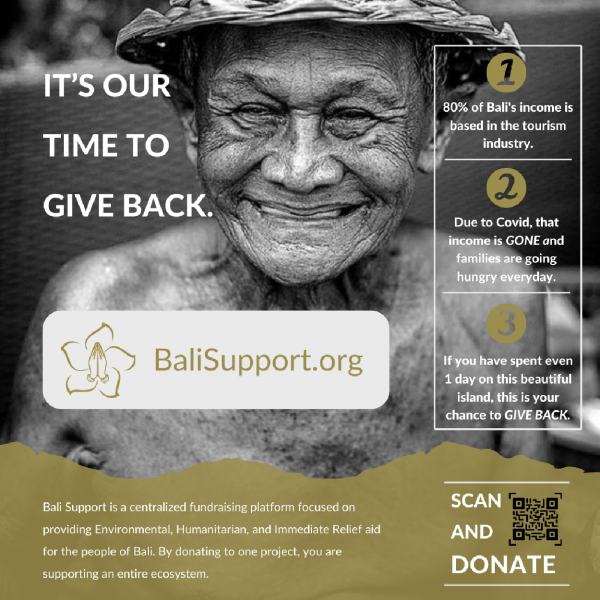 IT'S OUR
TIME TO
GIVE BACK.
1
80% of Bali's income is
based in the tourism
industry.
2
Due to Covid, that
income is GONE and
families are going
hungry everyday.
3
If you have spent even
1 day on this beautiful
island, this is your
chance to GIVE BACK.
BaliSupport.org
Bali Support is a centralized fundraising platform focused on
providing Environmental, Humanitarian, and Immediate Relief aid
for the people of Bali. By donating to one project, you are
supporting an entire ecosystem.
SCAN
AND
DONATE